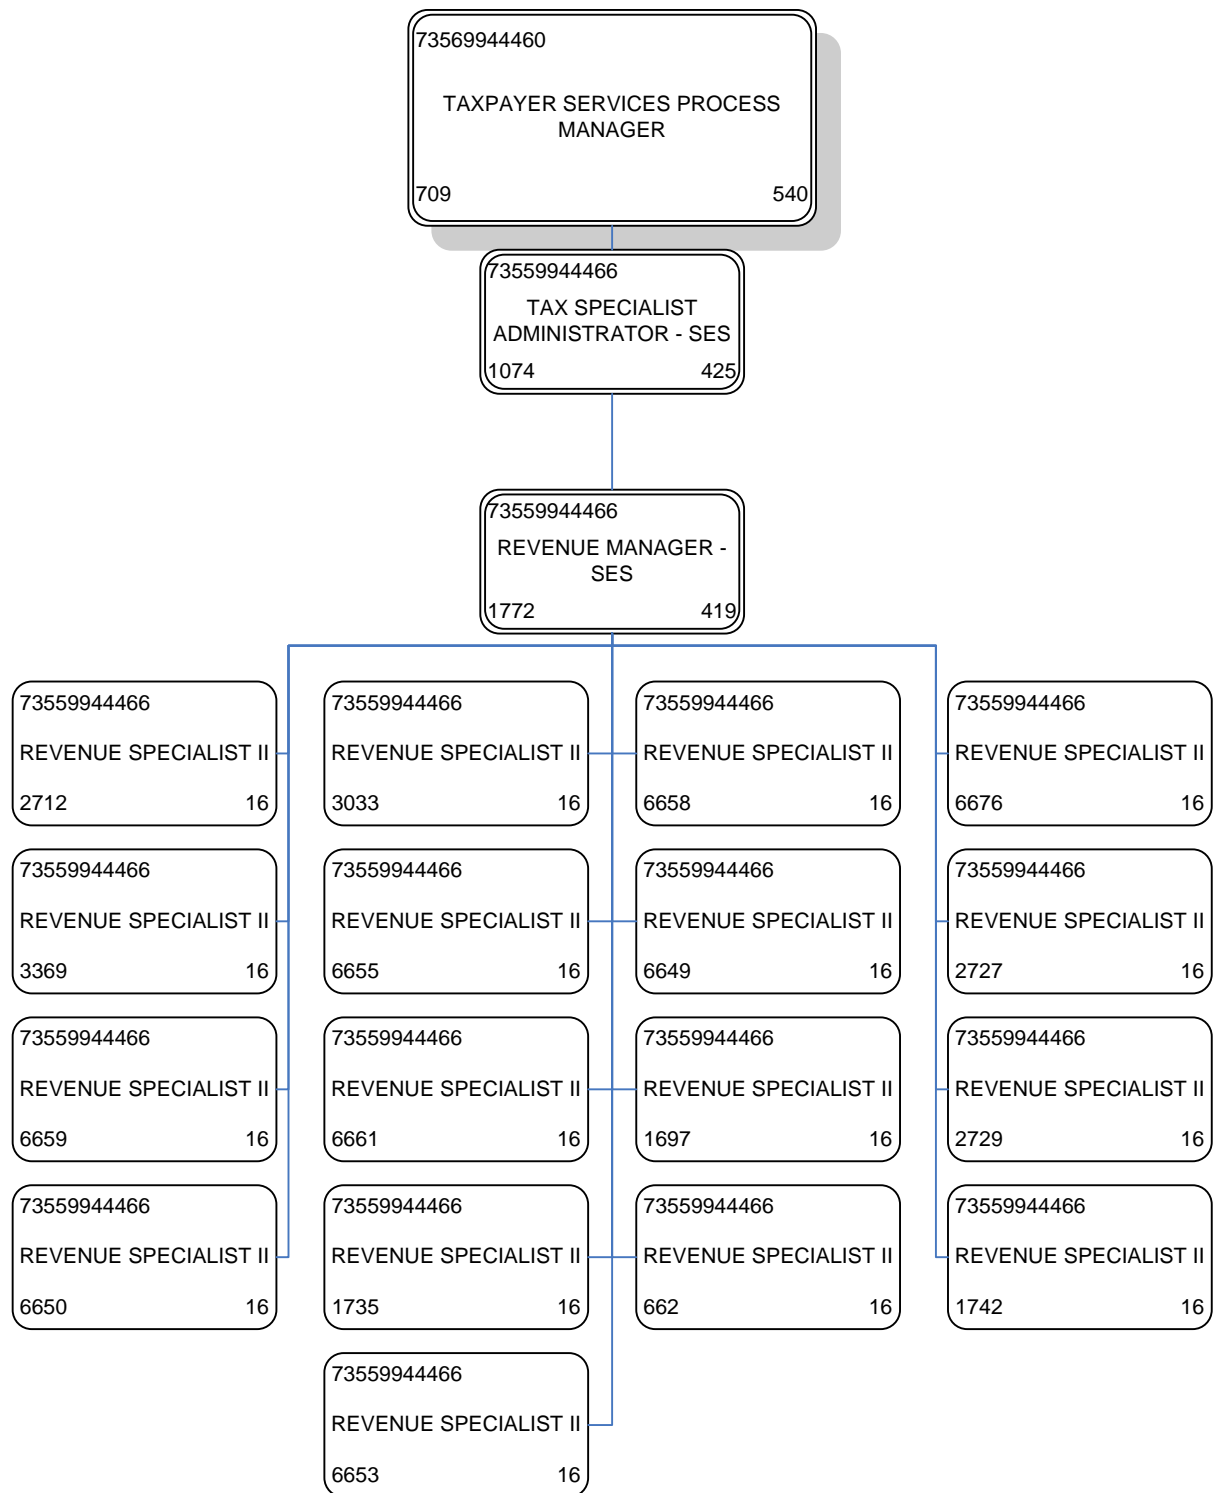 73569944460
TAXPAYER SERVICES PROCESS
MANAGER
709 540
73559944466
TAX SPECIALIST
ADMINISTRATOR - SES
1074 425
73559944466
REVENUE MANAGER -
SES
1772 419
73559944466 73559944466 73559944466 73559944466
REVENUE SPECIALIST II REVENUE SPECIALIST II REVENUE SPECIALIST II REVENUE SPECIALIST II
2712 16 3033 16 6658 16 6676 16
73559944466 73559944466 73559944466 73559944466
REVENUE SPECIALIST II REVENUE SPECIALIST II REVENUE SPECIALIST II REVENUE SPECIALIST II
3369 16 6655 16 6649 16 2727 16
73559944466 73559944466 73559944466 73559944466
REVENUE SPECIALIST II REVENUE SPECIALIST II REVENUE SPECIALIST II REVENUE SPECIALIST II
6659 16 6661 16 1697 16 2729 16
73559944466 73559944466 73559944466 73559944466
REVENUE SPECIALIST II REVENUE SPECIALIST II REVENUE SPECIALIST II REVENUE SPECIALIST II
6650 16 1735 16 662 16 1742 16
73559944466
REVENUE SPECIALIST II
6653 16